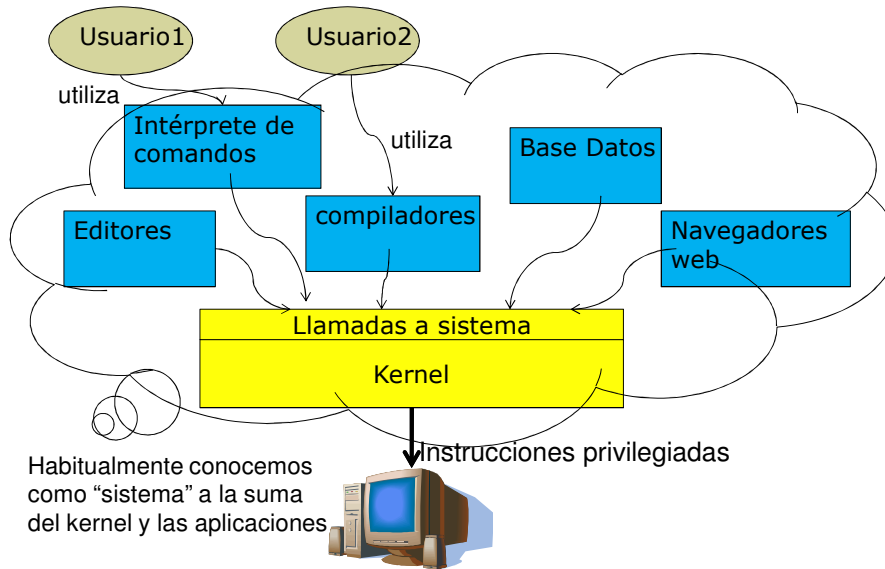 Usuario1
Usuario2
utiliza
Intérprete de
comandos
utiliza
Base Datos
Editores
compiladores
Navegadores
web
Llamadas a sistema
Kernel
Instrucciones privilegiadas
Habitualmente conocemos
como “sistema” a la suma
del kernel y las aplicaciones